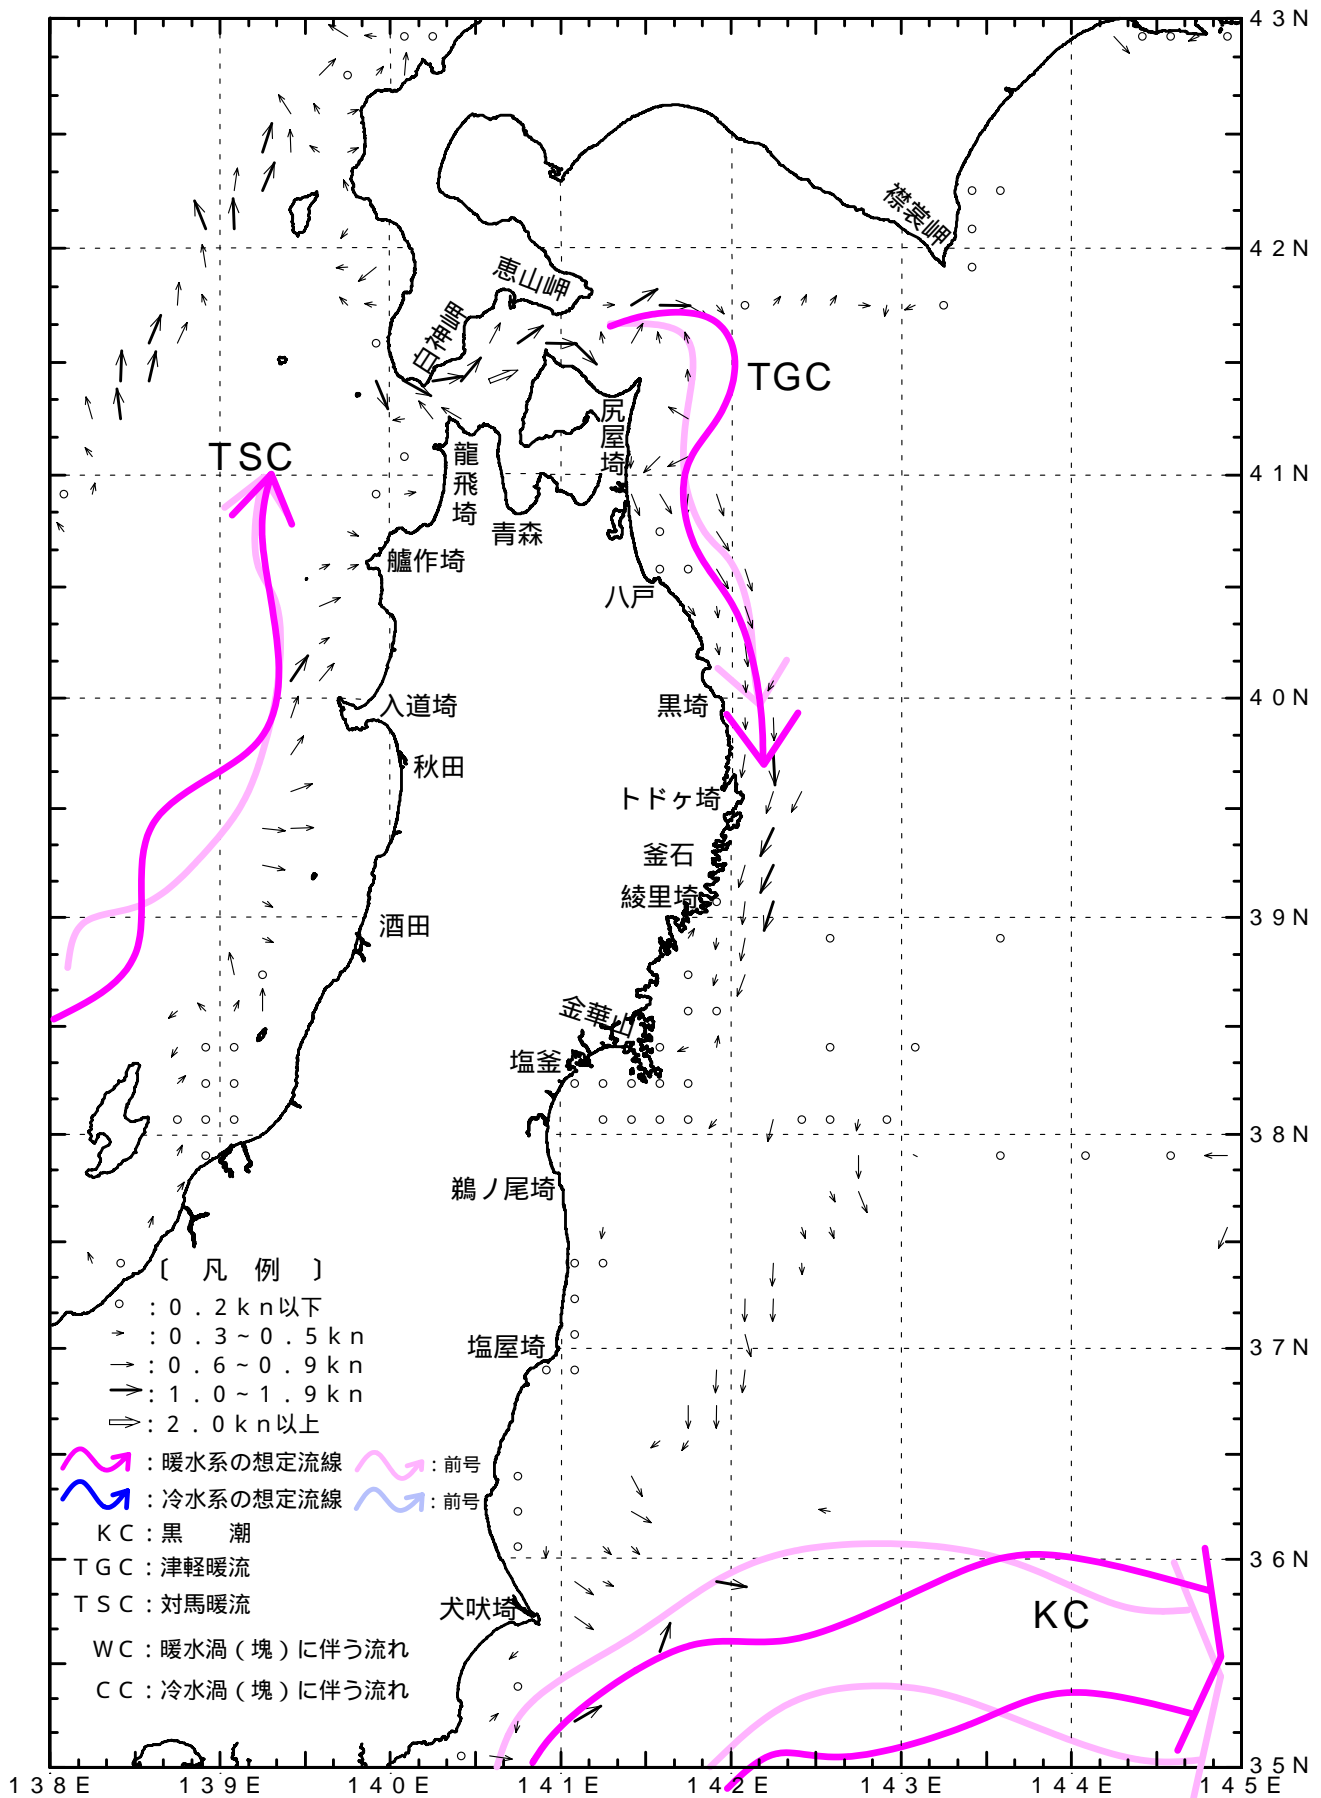 43N
襟裳岬
42N
恵山岬
白神岬
TGC
尻屋埼
TSC
龍飛埼
41N
青森
艫作埼
八戸
入道埼
黒埼
40N
秋田
トドヶ埼
釜石
綾里埼
酒田
39N
金華山
塩釜
38N
鵜ノ尾埼
〔 凡 例 〕
:0.2kn以下
:0.3~0.5kn
塩屋埼
37N
:0.6~0.9kn
:1.0~1.9kn
:2.0kn以上
:暖水系の想定流線 :前号
:冷水系の想定流線 :前号
KC:黒 潮
36N
TGC:津軽暖流
TSC:対馬暖流
犬吠埼
KC
WC:暖水渦(塊)に伴う流れ
CC:冷水渦(塊)に伴う流れ
35N
138E 139E 140E 141E 142E 143E 144E 145E